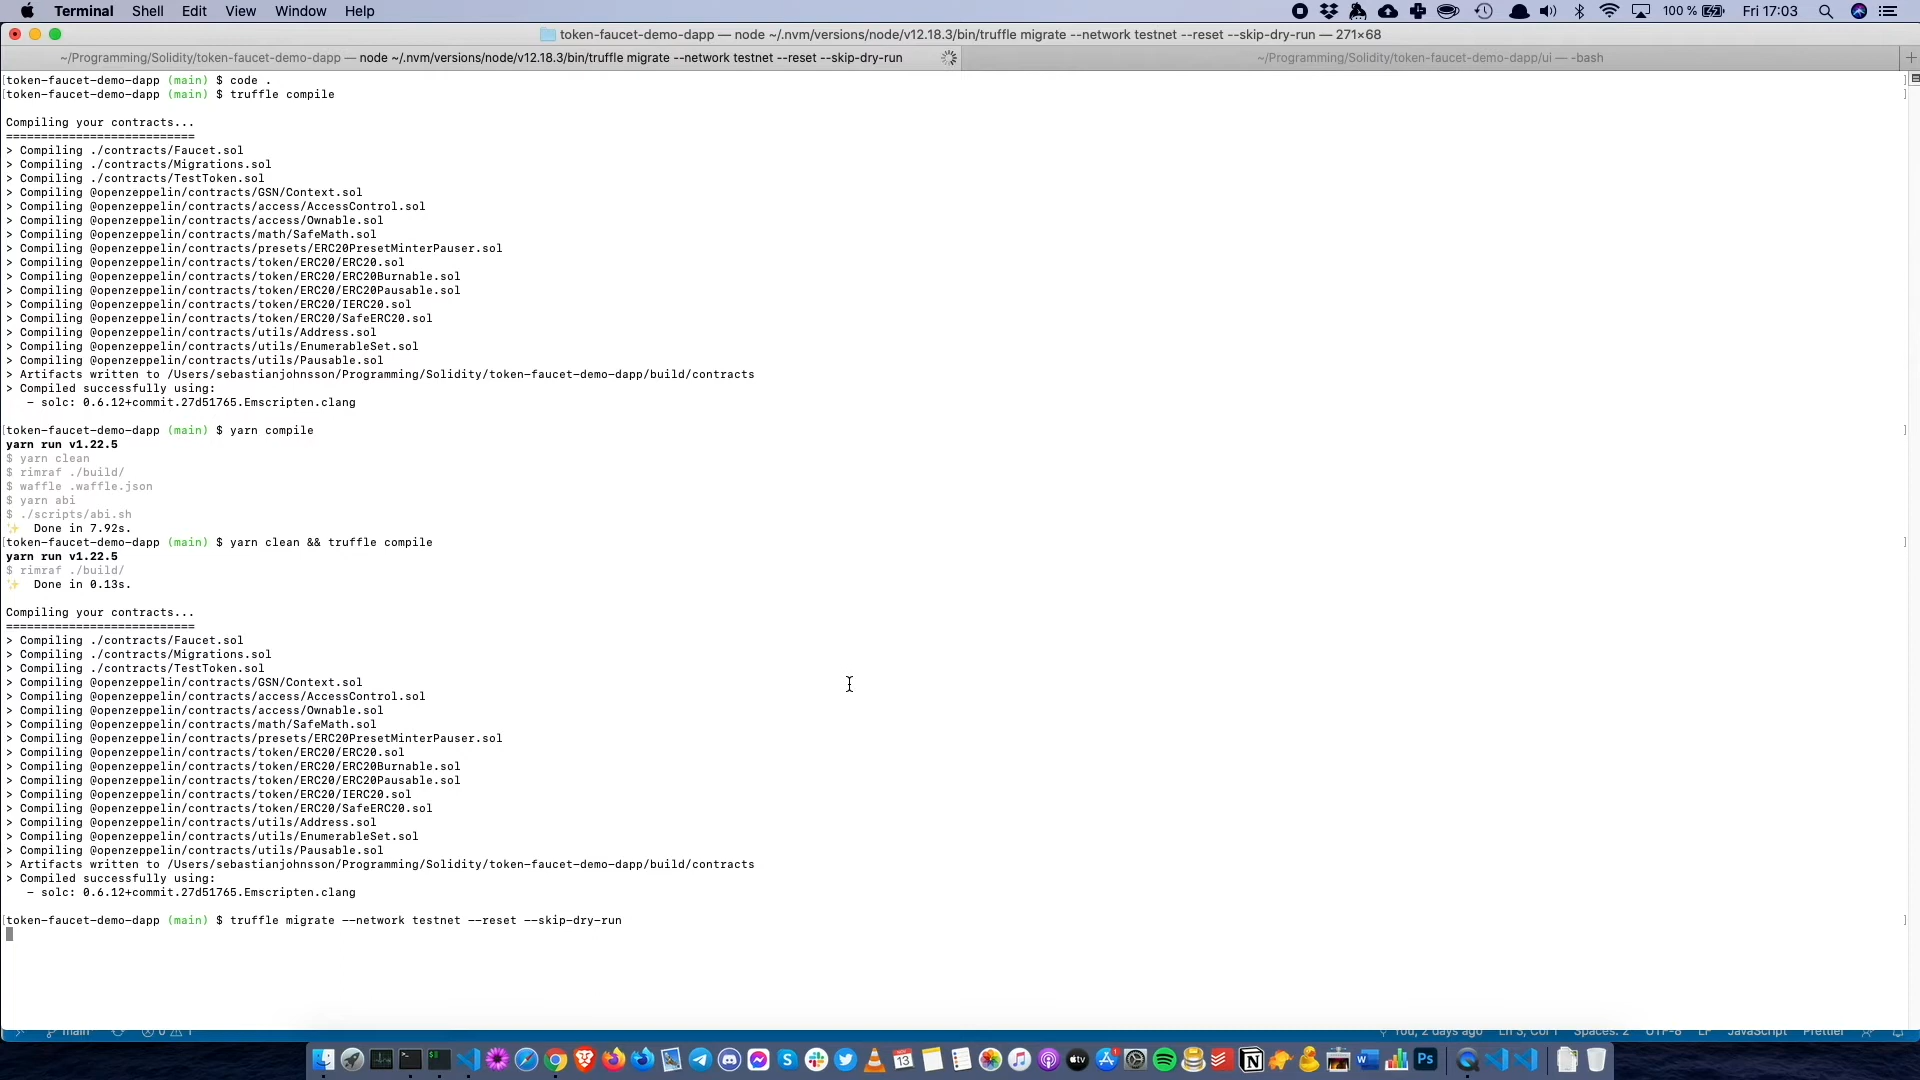 Terminal Shell Edit View Window Help 100 % Fri 17:03
token-faucet-demo-dapp — node ~/.nvm/versions/node/v12.18.3/bin/truffle migrate --network testnet --reset --skip-dry-run — 271×68
~/Programming/Solidity/token-faucet-demo-dapp — node ~/.nvm/versions/node/v12.18.3/bin/truffle migrate --network testnet --reset --skip-dry-run ~/Programming/Solidity/token-faucet-demo-dapp/ui — -bash
[token-faucet-demo-dapp (main) $ code .
[token-faucet-demo-dapp (main) $ truffle compile ]
Compiling your contracts...
===========================
> Compiling ./contracts/Faucet.sol
> Compiling ./contracts/Migrations.sol
> Compiling ./contracts/TestToken.sol
> Compiling @openzeppelin/contracts/GSN/Context.sol
> Compiling @openzeppelin/contracts/access/AccessControl.sol
> Compiling @openzeppelin/contracts/access/Ownable.sol
> Compiling @openzeppelin/contracts/math/SafeMath.sol
> Compiling @openzeppelin/contracts/presets/ERC20PresetMinterPauser.sol
> Compiling @openzeppelin/contracts/token/ERC20/ERC20.sol
> Compiling @openzeppelin/contracts/token/ERC20/ERC20Burnable.sol
> Compiling @openzeppelin/contracts/token/ERC20/ERC20Pausable.sol
> Compiling @openzeppelin/contracts/token/ERC20/IERC20.sol
> Compiling @openzeppelin/contracts/token/ERC20/SafeERC20.sol
> Compiling @openzeppelin/contracts/utils/Address.sol
> Compiling @openzeppelin/contracts/utils/EnumerableSet.sol
> Compiling @openzeppelin/contracts/utils/Pausable.sol
> Artifacts written to /Users/sebastianjohnsson/Programming/Solidity/token-faucet-demo-dapp/build/contracts
> Compiled successfully using:
- solc: 0.6.12+commit.27d51765.Emscripten.clang
[token-faucet-demo-dapp (main) $ yarn compile ]
yarn run v1.22.5
$ yarn clean
$ rimraf ./build/
$ waffle .waffle.json
$ yarn abi
$ ./scripts/abi.sh
✨ Done in 7.92s.
[token-faucet-demo-dapp (main) $ yarn clean && truffle compile ]
yarn run v1.22.5
$ rimraf ./build/
✨ Done in 0.13s.
Compiling your contracts...
===========================
> Compiling ./contracts/Faucet.sol
> Compiling ./contracts/Migrations.sol
> Compiling ./contracts/TestToken.sol
> Compiling @openzeppelin/contracts/GSN/Context.sol
> Compiling @openzeppelin/contracts/access/AccessControl.sol
> Compiling @openzeppelin/contracts/access/Ownable.sol
> Compiling @openzeppelin/contracts/math/SafeMath.sol
> Compiling @openzeppelin/contracts/presets/ERC20PresetMinterPauser.sol
> Compiling @openzeppelin/contracts/token/ERC20/ERC20.sol
> Compiling @openzeppelin/contracts/token/ERC20/ERC20Burnable.sol
> Compiling @openzeppelin/contracts/token/ERC20/ERC20Pausable.sol
> Compiling @openzeppelin/contracts/token/ERC20/IERC20.sol
> Compiling @openzeppelin/contracts/token/ERC20/SafeERC20.sol
> Compiling @openzeppelin/contracts/utils/Address.sol
> Compiling @openzeppelin/contracts/utils/EnumerableSet.sol
> Compiling @openzeppelin/contracts/utils/Pausable.sol
> Artifacts written to /Users/sebastianjohnsson/Programming/Solidity/token-faucet-demo-dapp/build/contracts
> Compiled successfully using:
- solc: 0.6.12+commit.27d51765.Emscripten.clang
[token-faucet-demo-dapp (main) $ truffle migrate --network testnet --reset --skip-dry-run ]
main You, 2 days ago Ln 3, Col 1 Spaces: 2 UTF-8 LF JavaScript Prettier